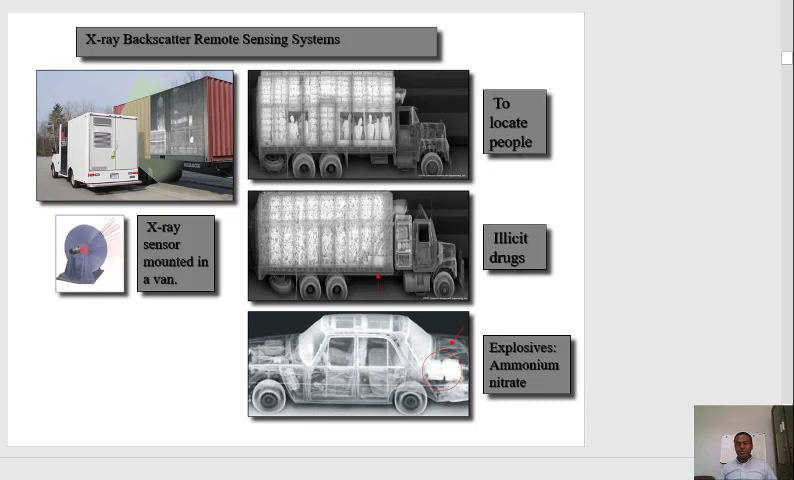 X-ray Backscatter Remote Sensing Systems
To
locate
people
X-ray
sensor
mounted in
a van.
Illicit
drugs
Explosives:
Ammonium
nitrate